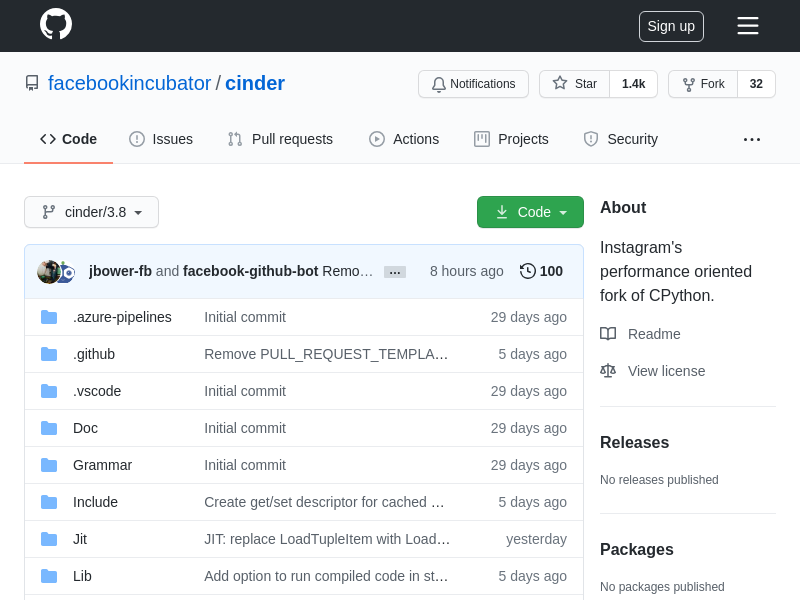 Sign up
facebookincubator / cinder
Notifications
Star 1.4k
Fork 32
Code
Issues
Pull requests
Actions
Projects
Security
cinder/3.8
Code
jbower-fb and facebook-github-bot Remo… … 8 hours ago 100
.azure-pipelines Initial commit 29 days ago
.github Remove PULL_REQUEST_TEMPLA… 5 days ago
.vscode Initial commit 29 days ago
Doc Initial commit 29 days ago
Grammar Initial commit 29 days ago
Include Create get/set descriptor for cached … 5 days ago
Jit JIT: replace LoadTupleItem with Load… yesterday
Lib Add option to run compiled code in st… 5 days ago
About
Instagram's
performance oriented
fork of CPython.
Readme
View license
Releases
No releases published
Packages
No packages published